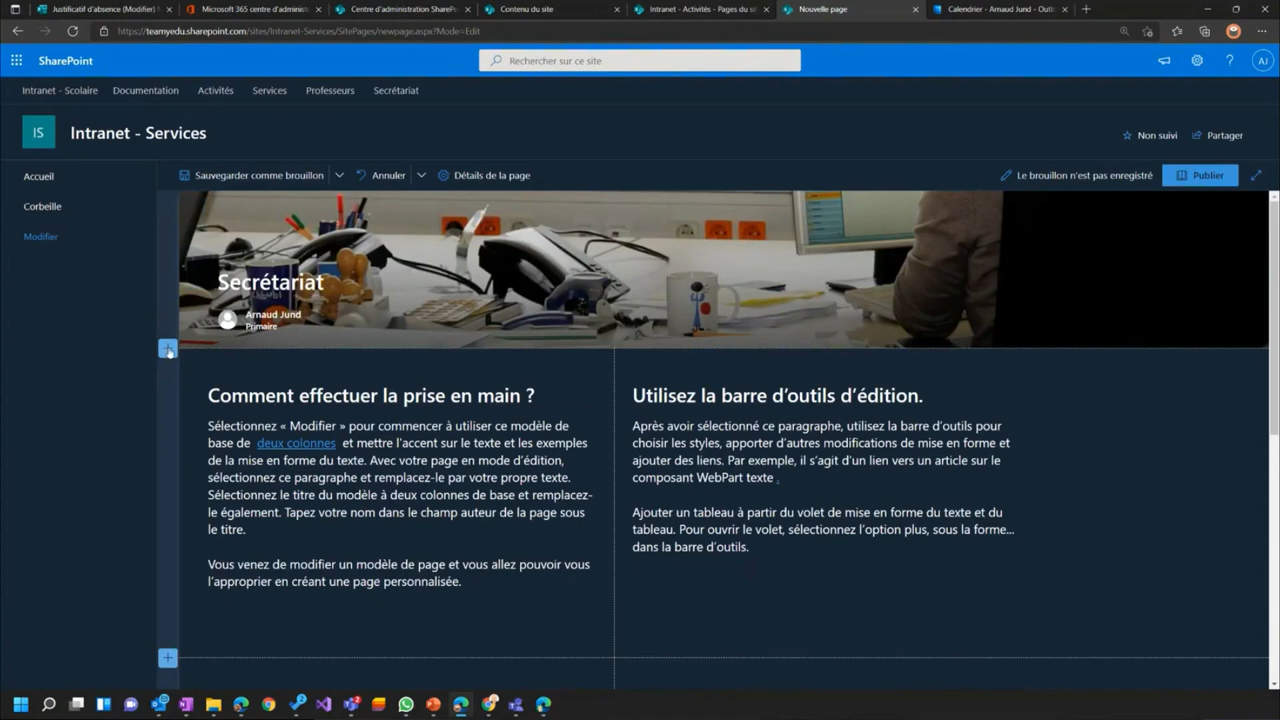 Justificatif d'absence (Modifier)
Microsoft 365 centre d'administ
Centre d'administration SharePo
Contenu du site
Intranet - Activités - Pages du si
Nouvelle page
Calendrier - Arnaud Jund - Outl
https://teamyedu.sharepoint.com/sites/Intranet-Services/SitePages/newpage.aspx?Mode=Edit
SharePoint
Rechercher sur ce site
AJ
Intranet - Scolaire
Documentation
Activités
Services
Professeurs
Secrétariat
IS
Intranet - Services
Non suivi
Partager
Accueil
Corbeille
Modifier
Sauvegarder comme brouillon
Annuler
Détails de la page
Le brouillon n'est pas enregistré
Publier
Secrétariat
Arnaud Jund
Primaire
Comment effectuer la prise en main ?
Sélectionnez « Modifier » pour commencer à utiliser ce modèle de
base de deux colonnes et mettre l'accent sur le texte et les exemples
de la mise en forme du texte. Avec votre page en mode d'édition,
sélectionnez ce paragraphe et remplacez-le par votre propre texte.
Sélectionnez le titre du modèle à deux colonnes de base et remplacez-
le également. Tapez votre nom dans le champ auteur de la page sous
le titre.
Vous venez de modifier un modèle de page et vous allez pouvoir vous
l'approprier en créant une page personnalisée.
Utilisez la barre d'outils d'édition.
Après avoir sélectionné ce paragraphe, utilisez la barre d'outils pour
choisir les styles, apporter d'autres modifications de mise en forme et
ajouter des liens. Par exemple, il s'agit d'un lien vers un article sur le
composant WebPart texte .
Ajouter un tableau à partir du volet de mise en forme du texte et du
tableau. Pour ouvrir le volet, sélectionnez l'option plus, sous la forme...
dans la barre d'outils.